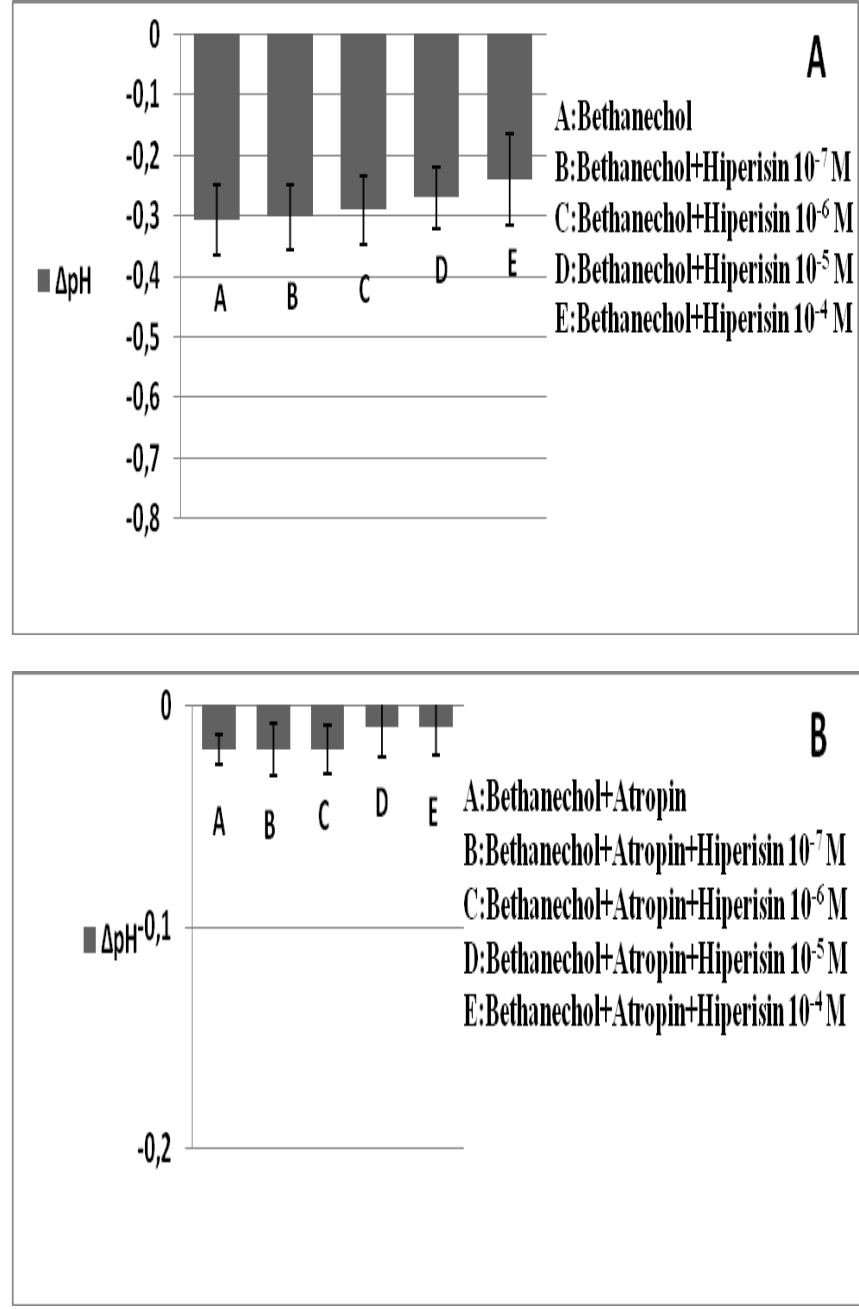 A
0
-0,1
-0,2
-0,3
-0,4
-0,5
-0,6
-0,7
-0,8
ΔpH
A B C D E
A:Bethanechol
B:Bethanechol+Hiperisin 10⁻⁷ M
C:Bethanechol+Hiperisin 10⁻⁶ M
D:Bethanechol+Hiperisin 10⁻⁵ M
E:Bethanechol+Hiperisin 10⁻⁴ M
B
0
-0,1
-0,2
ΔpH
A B C D E
A:Bethanechol+Atropin
B:Bethanechol+Atropin+Hiperisin 10⁻⁷ M
C:Bethanechol+Atropin+Hiperisin 10⁻⁶ M
D:Bethanechol+Atropin+Hiperisin 10⁻⁵ M
E:Bethanechol+Atropin+Hiperisin 10⁻⁴ M